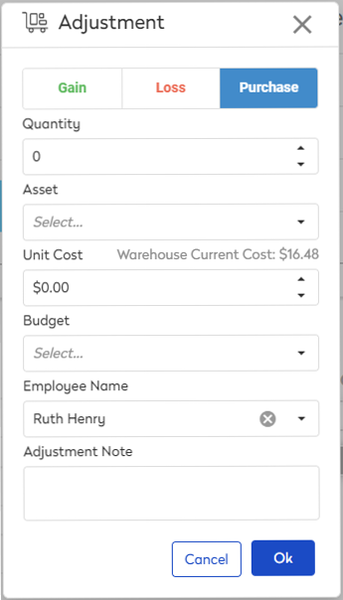 Adjustment
Gain Loss Purchase
Quantity
0
Asset
Select...
Unit Cost Warehouse Current Cost: $16.48
$0.00
Budget
Select...
Employee Name
Ruth Henry
Adjustment Note
Cancel Ok